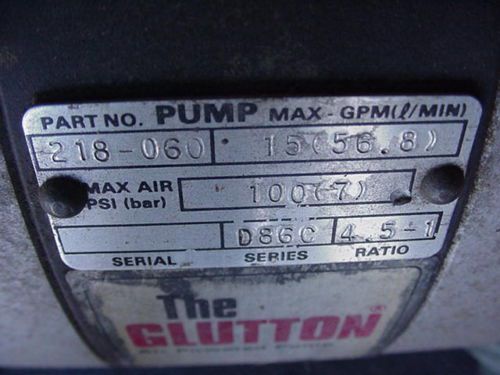 PART NO. PUMP MAX - GPM(ℓ/MIN)
218-060 15(56.8)
MAX AIR PSI (bar) 100(7)
D86C 4.5-1
SERIAL SERIES RATIO
The
GLUTTON®